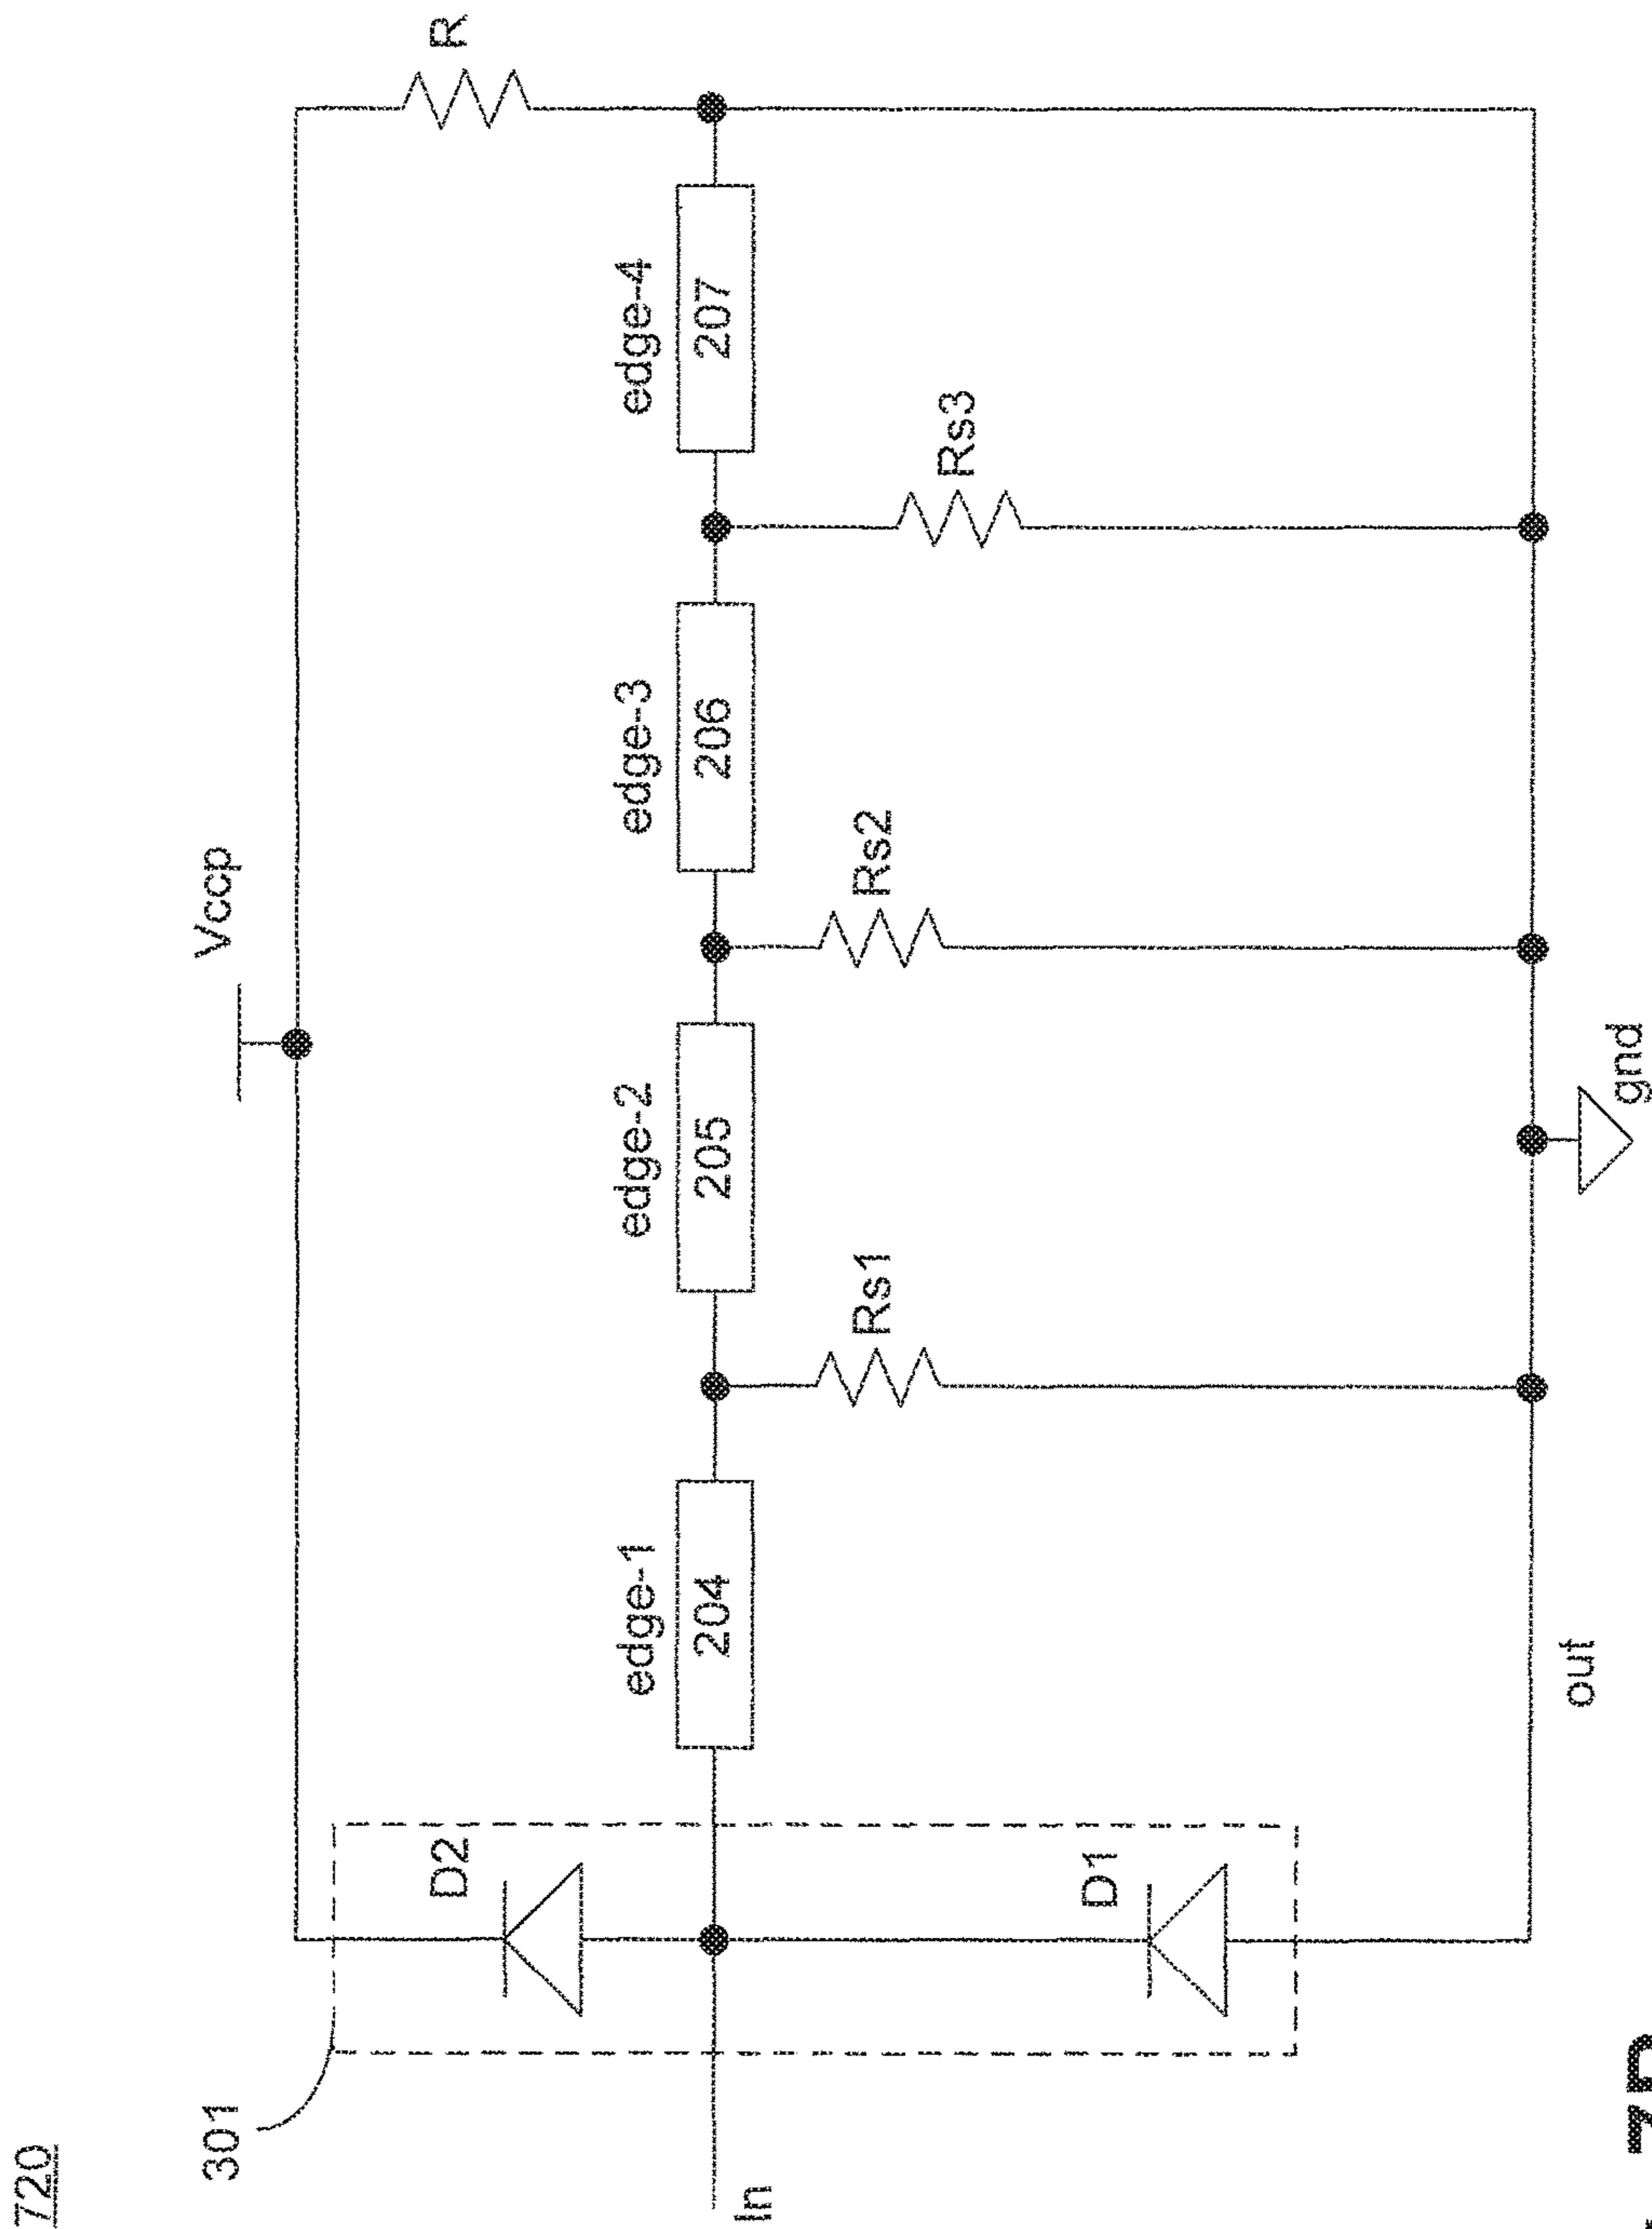 720
301
Vccp
R
D2
edge-1
edge-2
edge-3
edge-4
204
205
206
207
In
Rs1
Rs2
Rs3
D1
out
gnd